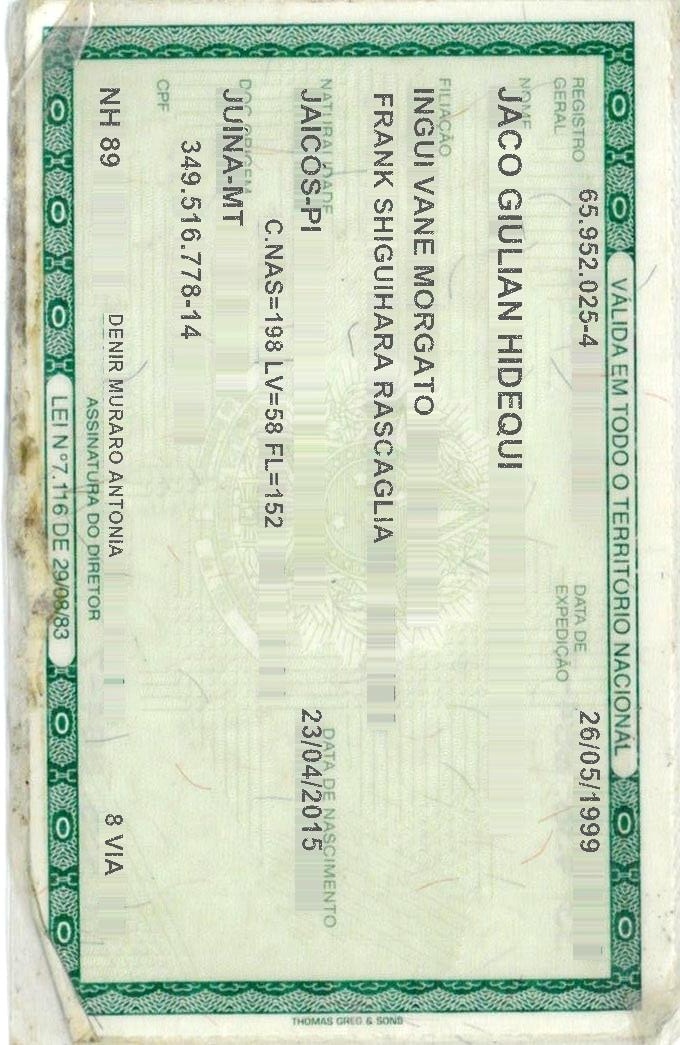 VÁLIDA EM TODO O TERRITÓRIO NACIONAL
REGISTRO GERAL 65.952.025-4 DATA DE EXPEDIÇÃO 26/05/1999
NOME
JACO GIULIAN HIDEQUI
FILIAÇÃO
INGUI VANE MORGATO
FRANK SHIGUIHARA RASCAGLIA
NATURALIDADE DATA DE NASCIMENTO
JAICOS-PI 23/04/2015
C.NAS=198 LV=58 FL=152
DOC ORIGEM
JUINA-MT
349.516.778-14
CPF
NH 89 DENIR MURARO ANTONIA 8 VIA
ASSINATURA DO DIRETOR
LEI Nº 7.116 DE 29/08/83
THOMAS GREG & SONS